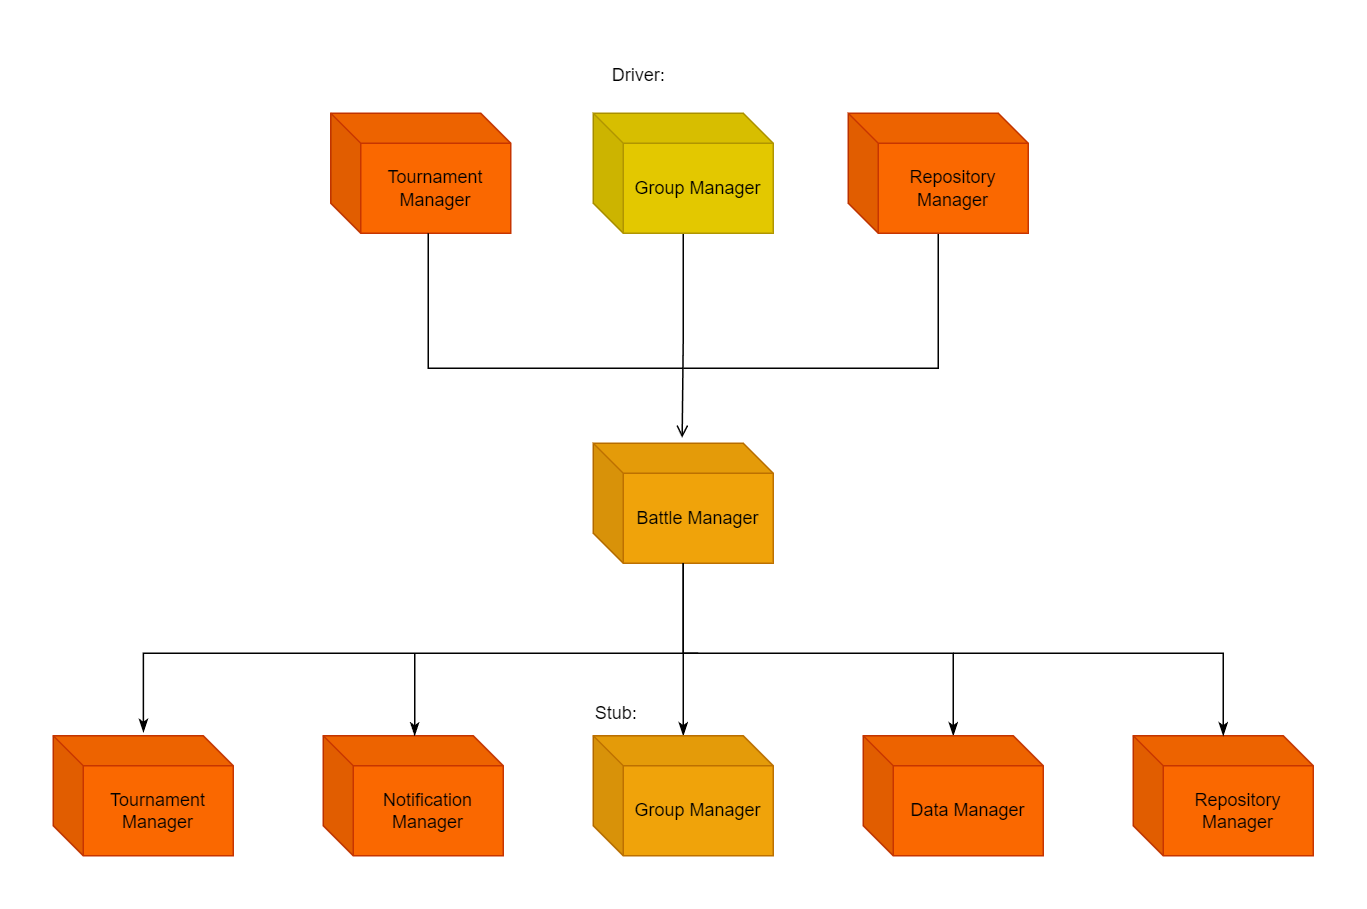 Driver:
Tournament
Manager
Group Manager
Repository
Manager
Battle Manager
Stub:
Tournament
Manager
Notification
Manager
Group Manager
Data Manager
Repository
Manager